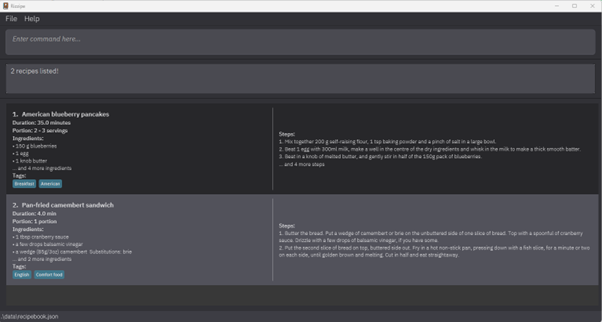 Recipe
File Help
Enter command here...
2 recipes listed!
1. American blueberry pancakes
Duration: 35.0 minutes
Portion: 2 - 3 servings
Ingredients:
• 150 g blueberries
• 1 egg
• 1 knob butter
... and 4 more ingredients
Tags:
Breakfast American
Steps:
1. Mix together 200 g self-raising flour, 1 tsp baking powder and a pinch of salt in a large bowl.
2. Beat 1 egg with 300ml milk, make a well in the centre of the dry ingredients and whisk in the milk to make a thick smooth batter.
3. Beat in a knob of melted butter, and gently stir in half of the 150g pack of blueberries.
... and 4 more steps
2. Pan-fried camembert sandwich
Duration: 4.0 min
Portion: 1 portion
Ingredients:
• 1 tbsp cranberry sauce
• a few drops balsamic vinegar
• a wedge (85g/3oz) camembert Substitutions: brie
... and 2 more ingredients
Tags:
English Comfort food
Steps:
1. Butter the bread. Put a wedge of camembert or brie on the unbuttered side of one slice of bread. Top with a spoonful of cranberry
sauce. Drizzle with a few drops of balsamic vinegar, if you have some.
2. Put the second slice of bread on top, buttered side out. Fry in a hot non-stick pan, pressing down with a fish slice, for a minute or two
on each side, until golden brown and melting. Cut in half and eat straightaway.
.\data\recipebook.json